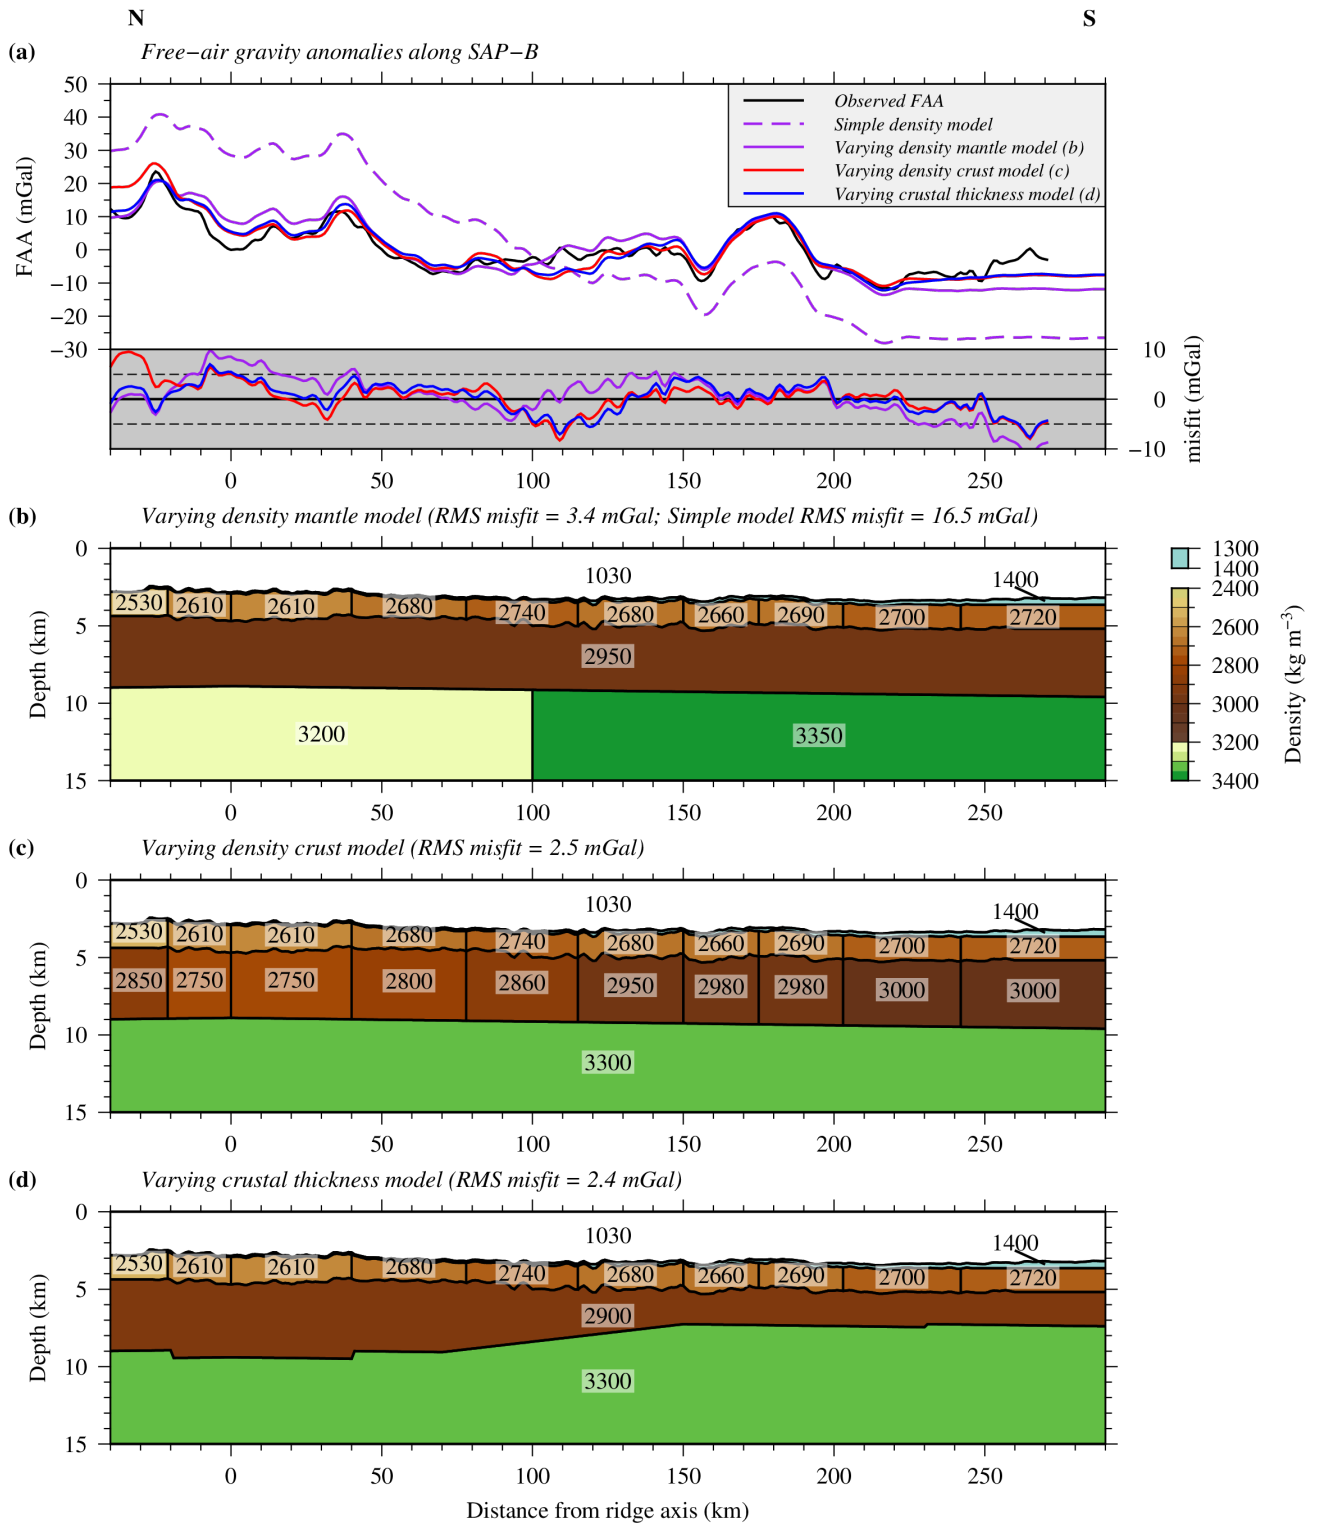 N S
(a) Free−air gravity anomalies along SAP−B
50
40
30
20
10
0
−10
−20
−30
FAA (mGal)
Observed FAA
Simple density model
Varying density mantle model (b)
Varying density crust model (c)
Varying crustal thickness model (d)
10
0
−10
misfit (mGal)
0 50 100 150 200 250
(b) Varying density mantle model (RMS misfit = 3.4 mGal; Simple model RMS misfit = 16.5 mGal)
0
5
10
15
Depth (km)
1030
1400
2530 2610 2610 2680 2740 2680 2660 2690 2700 2720
2950
3200 3350
0 50 100 150 200 250
1300
1400
2400
2600
2800
3000
3200
3400
Density (kg m−3)
(c) Varying density crust model (RMS misfit = 2.5 mGal)
0
5
10
15
Depth (km)
1030
1400
2530 2610 2610 2680 2740 2680 2660 2690 2700 2720
2850 2750 2750 2800 2860 2950 2980 2980 3000 3000
3300
0 50 100 150 200 250
(d) Varying crustal thickness model (RMS misfit = 2.4 mGal)
0
5
10
15
Depth (km)
1030
1400
2530 2610 2610 2680 2740 2680 2660 2690 2700 2720
2900
3300
0 50 100 150 200 250
Distance from ridge axis (km)